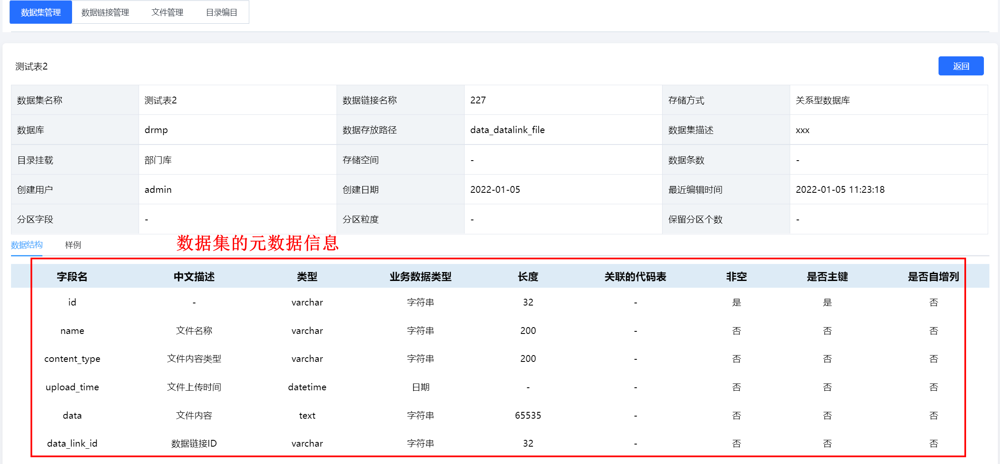 数据集管理 数据链接管理 文件管理 目录编目
测试表2 返回
数据集名称 测试表2 数据链接名称 227 存储方式 关系型数据库
数据库 drmp 数据存放路径 data_datalink_file 数据集描述 xxx
目录挂载 部门库 存储空间 - 数据条数 -
创建用户 admin 创建日期 2022-01-05 最近编辑时间 2022-01-05 11:23:18
分区字段 - 分区粒度 - 保留分区个数 -
数据结构 样例 数据集的元数据信息
字段名 中文描述 类型 业务数据类型 长度 关联的代码表 非空 是否主键 是否自增列
id - varchar 字符串 32 - 是 是 否
name 文件名称 varchar 字符串 200 - 否 否 否
content_type 文件内容类型 varchar 字符串 200 - 否 否 否
upload_time 文件上传时间 datetime 日期 - - 否 否 否
data 文件内容 text 字符串 65535 - 否 否 否
data_link_id 数据链接ID varchar 字符串 32 - 否 否 否